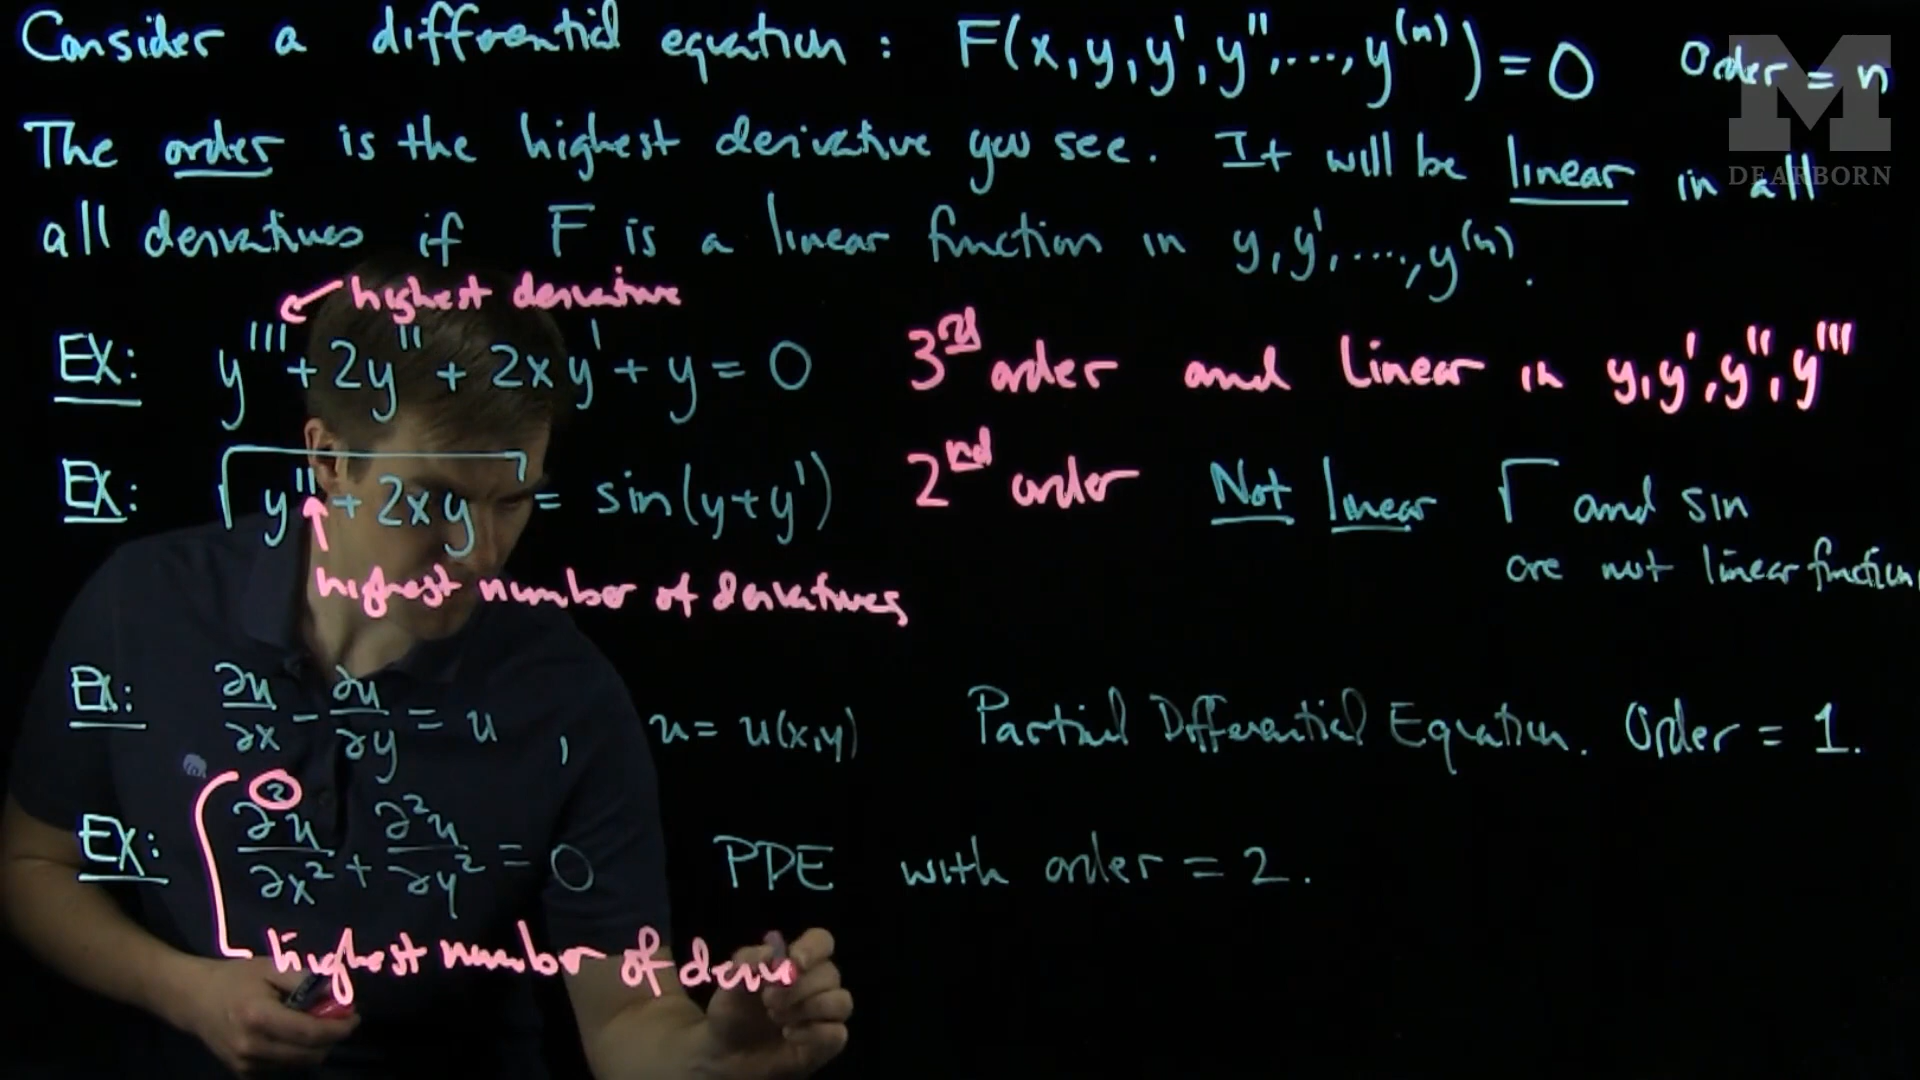 Consider a differential equation: F(x, y, y', y'', ..., y⁽ⁿ⁾) = 0 Order = n
The order is the highest derivative you see. It will be linear in all
all derivatives if F is a linear function in y, y', ...., y⁽ⁿ⁾.
highest derivative
EX: y''' + 2y'' + 2xy' + y = 0 3rd order and linear in y, y', y'', y'''
EX: √(y'' + 2xy) = sin(y+y') 2nd order Not linear √ and sin
are not linear function
highest number of derivatives
Ex: ∂u/∂x - ∂u/∂y = u, u = u(x,y) Partial Differential Equation. Order = 1.
EX: ∂²u/∂x² + ∂²u/∂y² = 0 PDE with order = 2.
highest number of deriv
M
DEARBORN